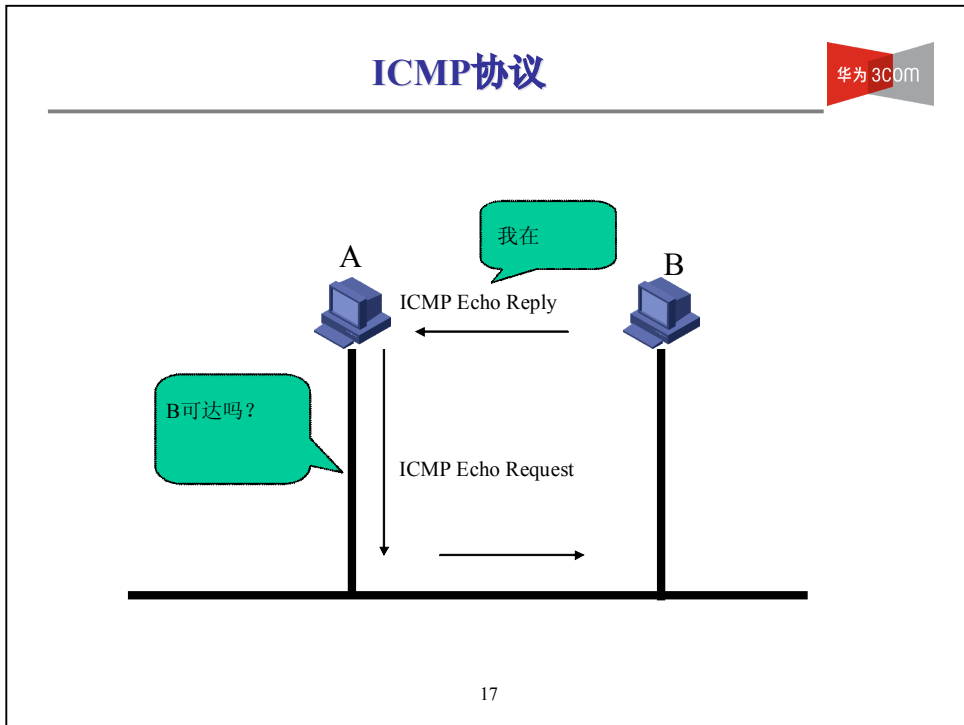 ICMP协议
华为 3COM
我在
A
B
ICMP Echo Reply
B可达吗？
ICMP Echo Request
17